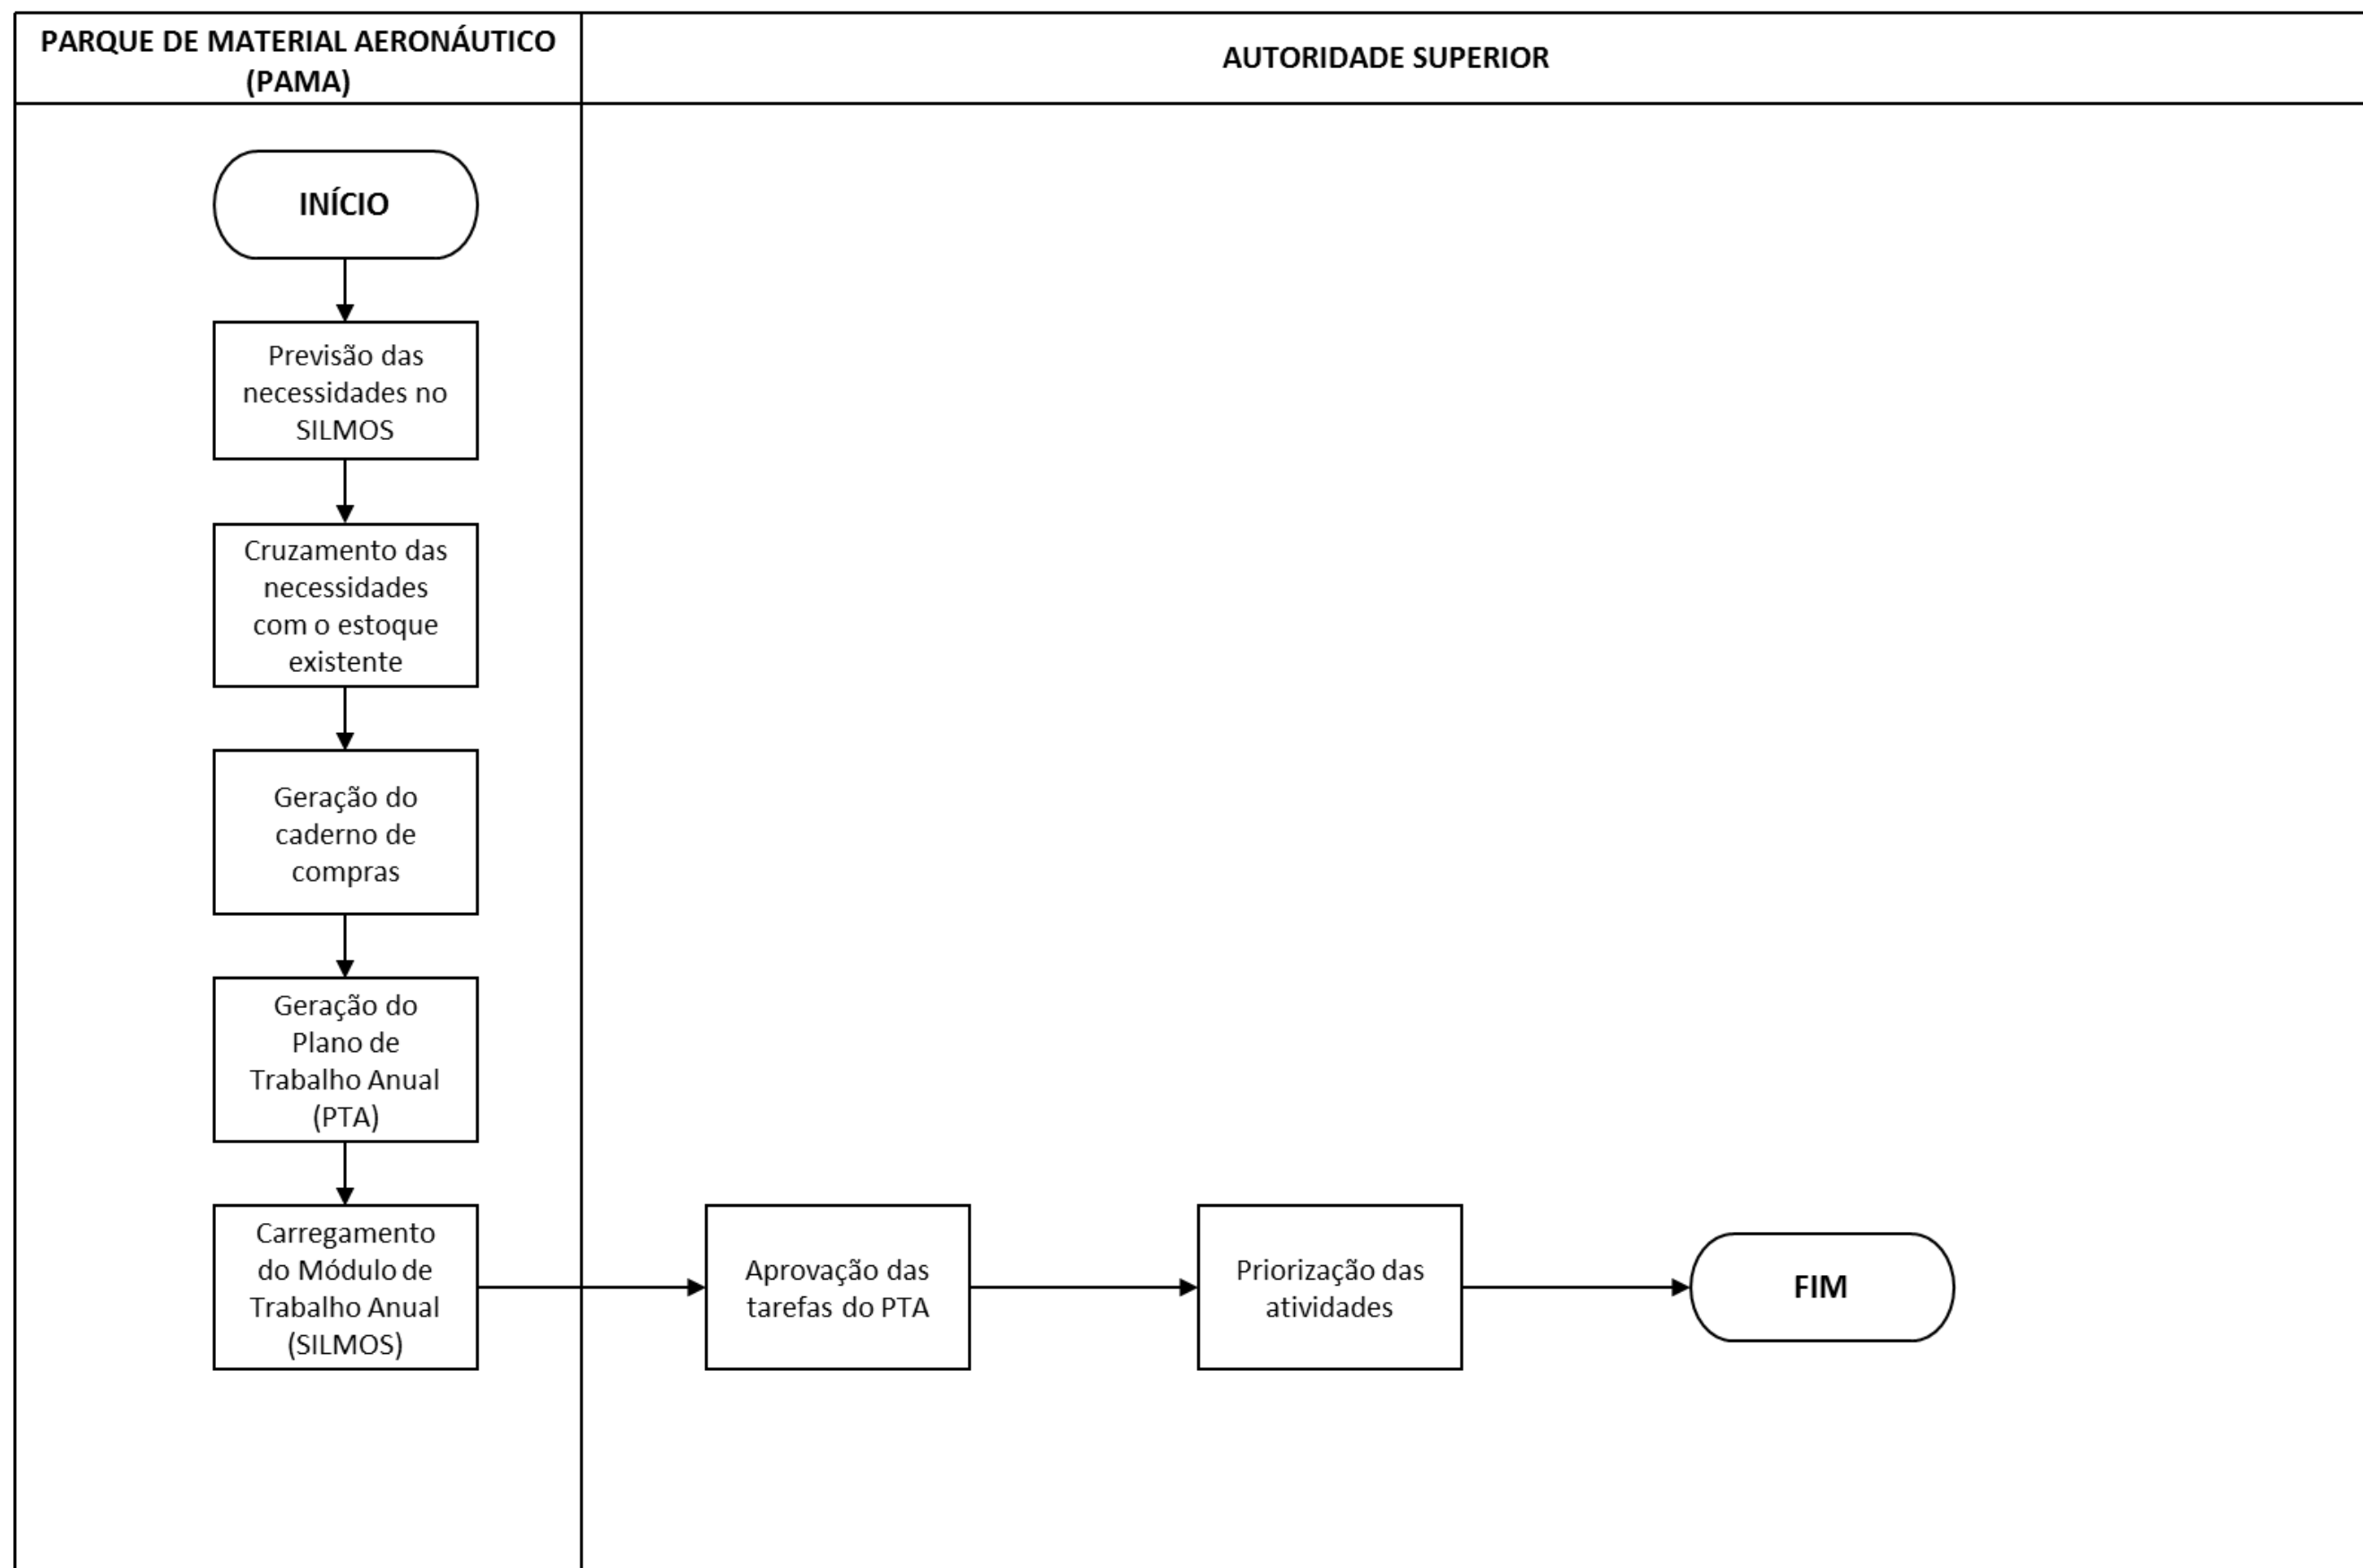 PARQUE DE MATERIAL AERONÁUTICO
(PAMA)
AUTORIDADE SUPERIOR
INÍCIO
Previsão das
necessidades no
SILMOS
Cruzamento das
necessidades
com o estoque
existente
Geração do
caderno de
compras
Geração do
Plano de
Trabalho Anual
(PTA)
Carregamento
do Módulo de
Trabalho Anual
(SILMOS)
Aprovação das
tarefas do PTA
Priorização das
atividades
FIM